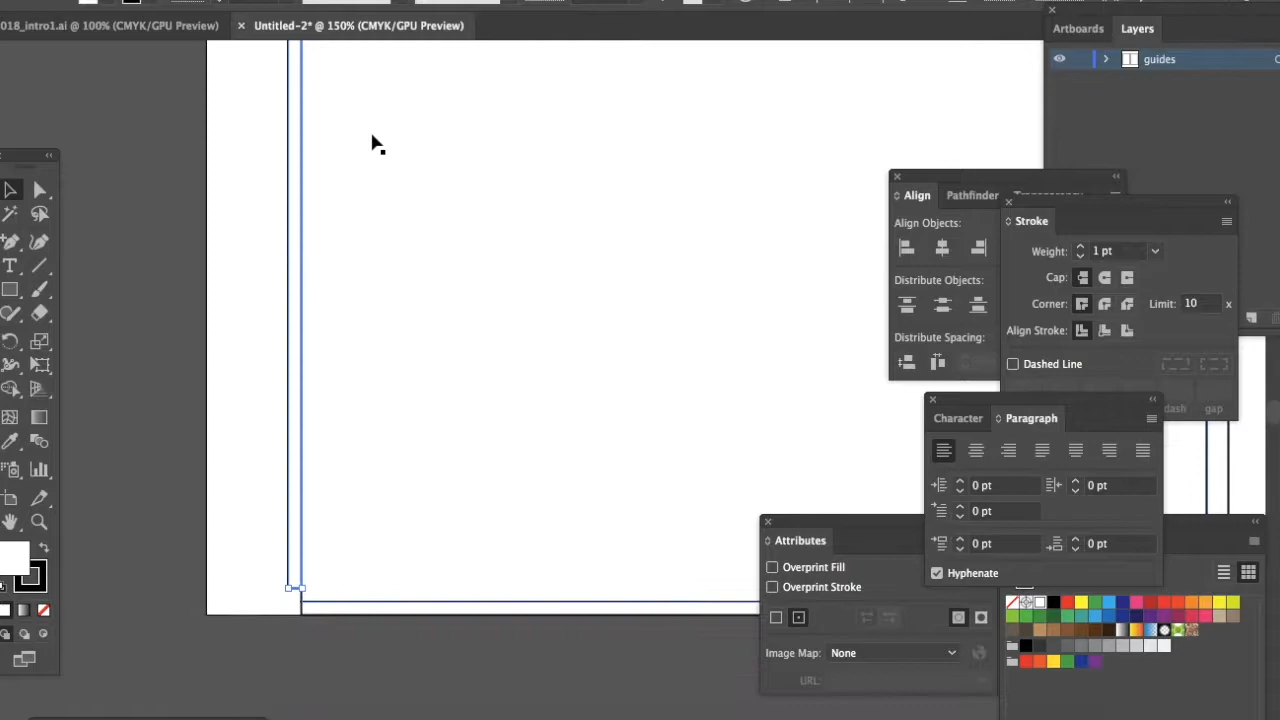 018_intro1.ai @ 100% (CMYK/GPU Preview)
× Untitled-2* @ 150% (CMYK/GPU Preview)
Artboards Layers
guides
Align Pathfinder
Align Objects:
Distribute Objects:
Distribute Spacing:
Stroke
Weight: 1 pt
Cap:
Corner: Limit: 10 x
Align Stroke:
Dashed Line
dash gap
Character Paragraph
0 pt 0 pt
0 pt
0 pt 0 pt
Hyphenate
Attributes
Overprint Fill
Overprint Stroke
Image Map: None
URL: